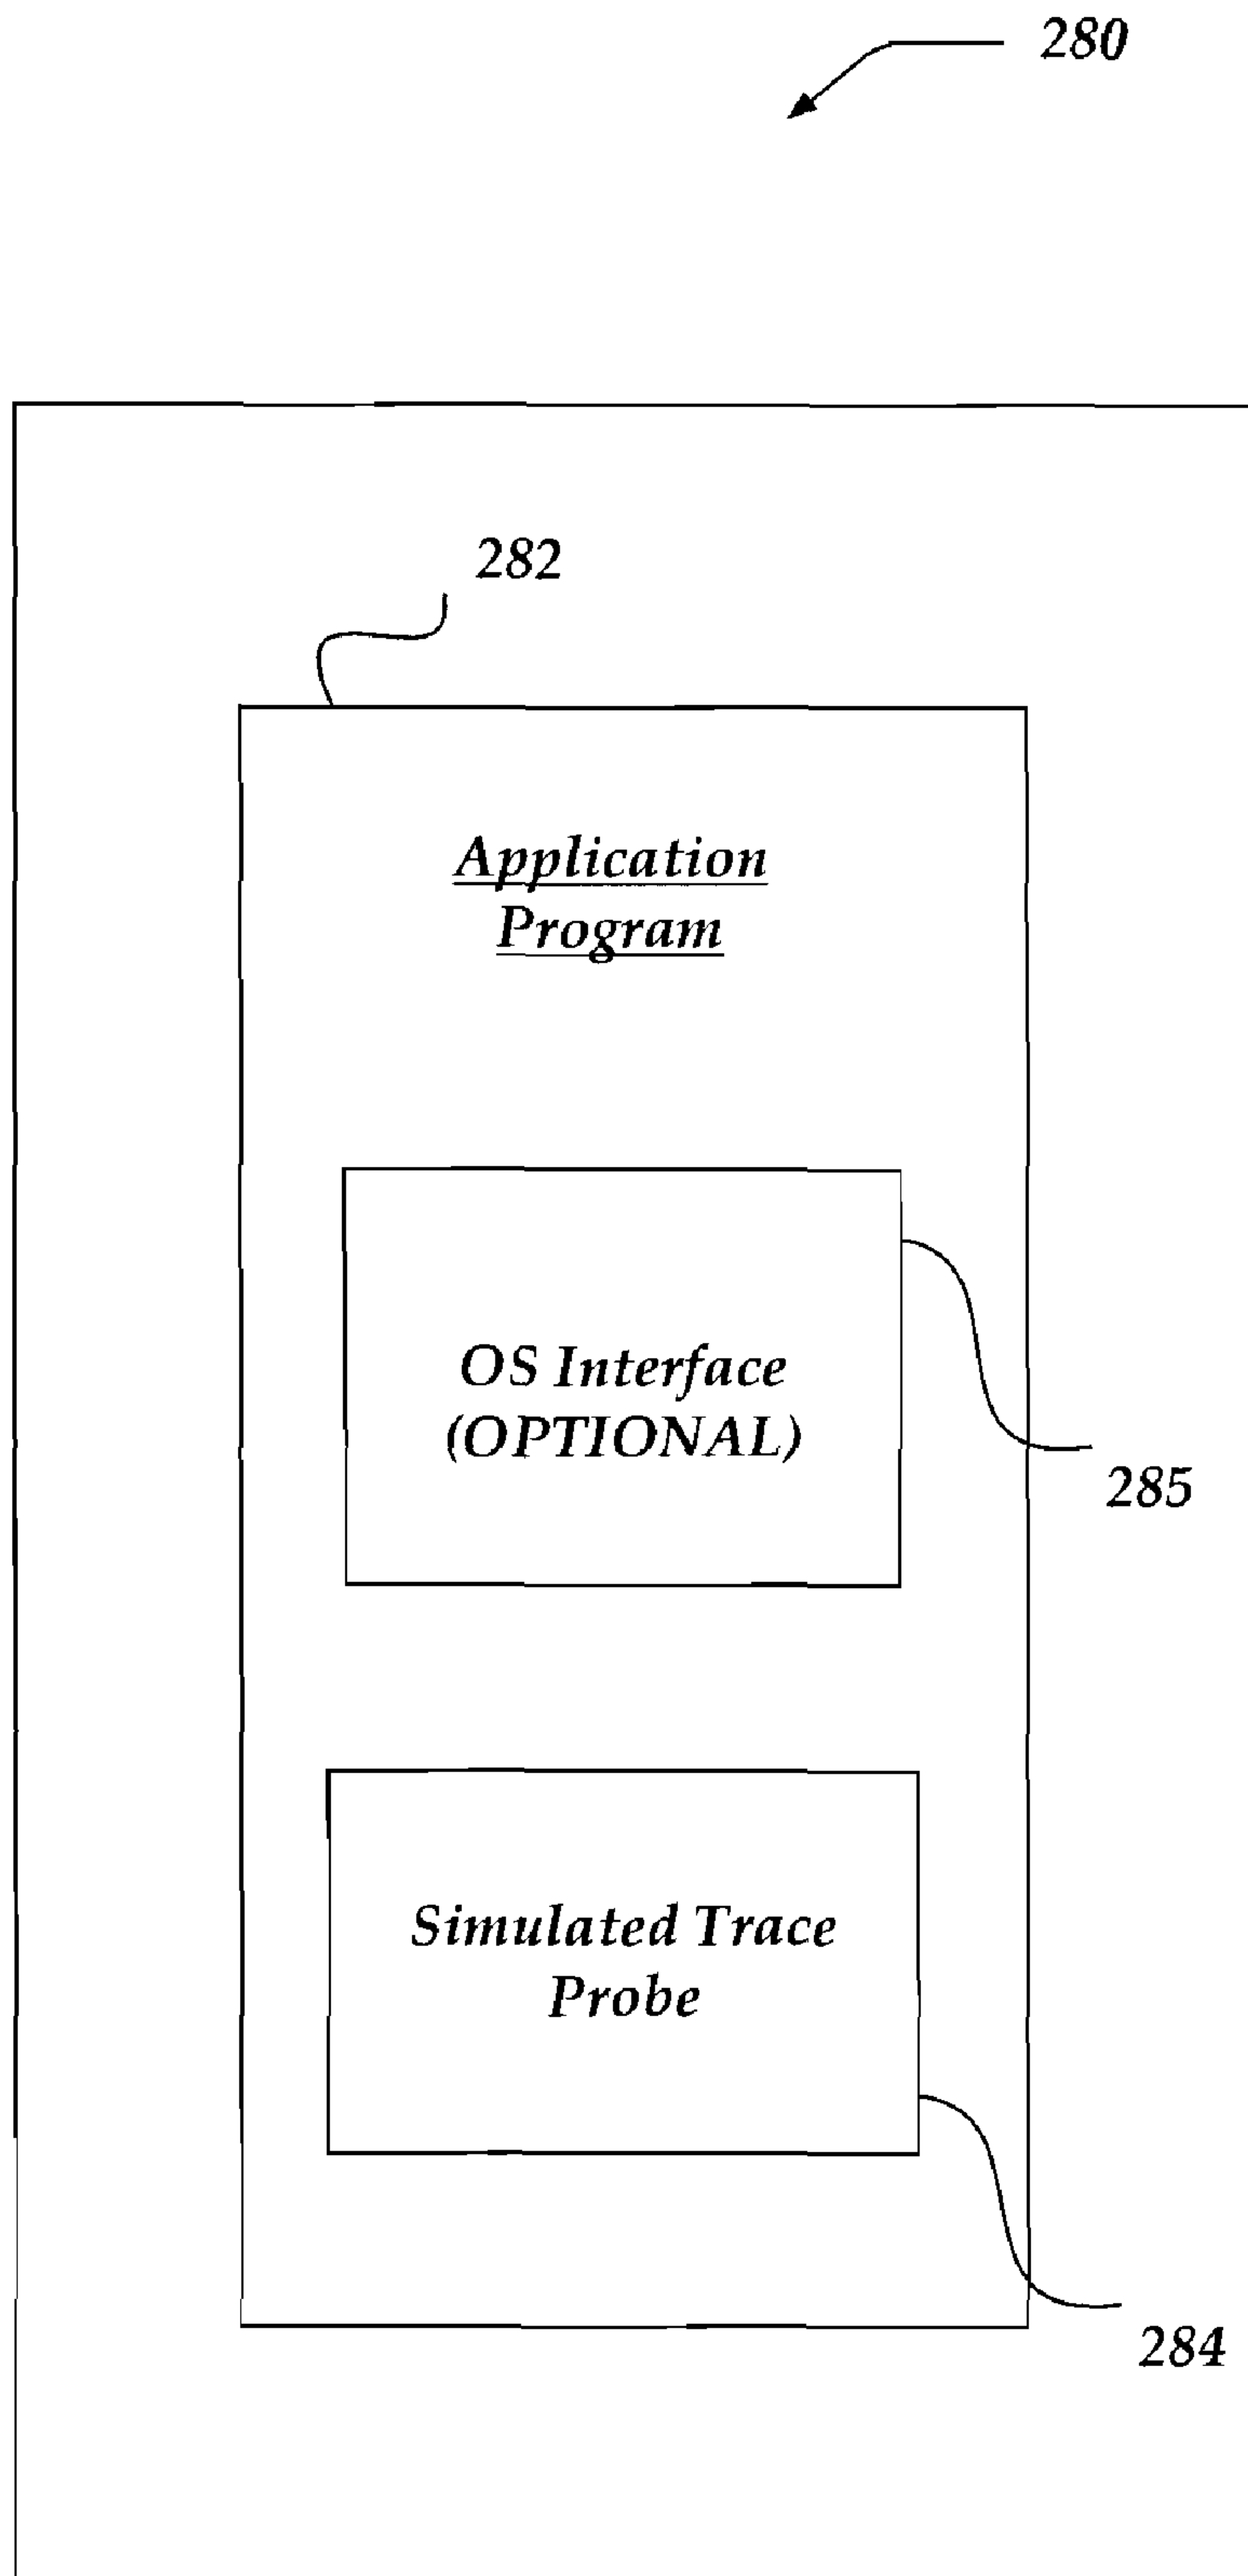 280
282
Application
Program
OS Interface
(OPTIONAL)
285
Simulated Trace
Probe
284